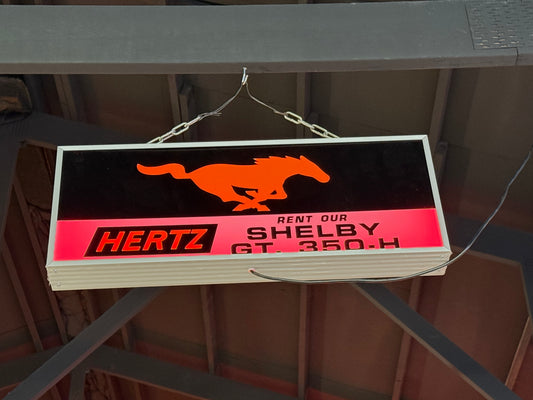 RENT OUR
HERTZ SHELBY
GT. 350-H